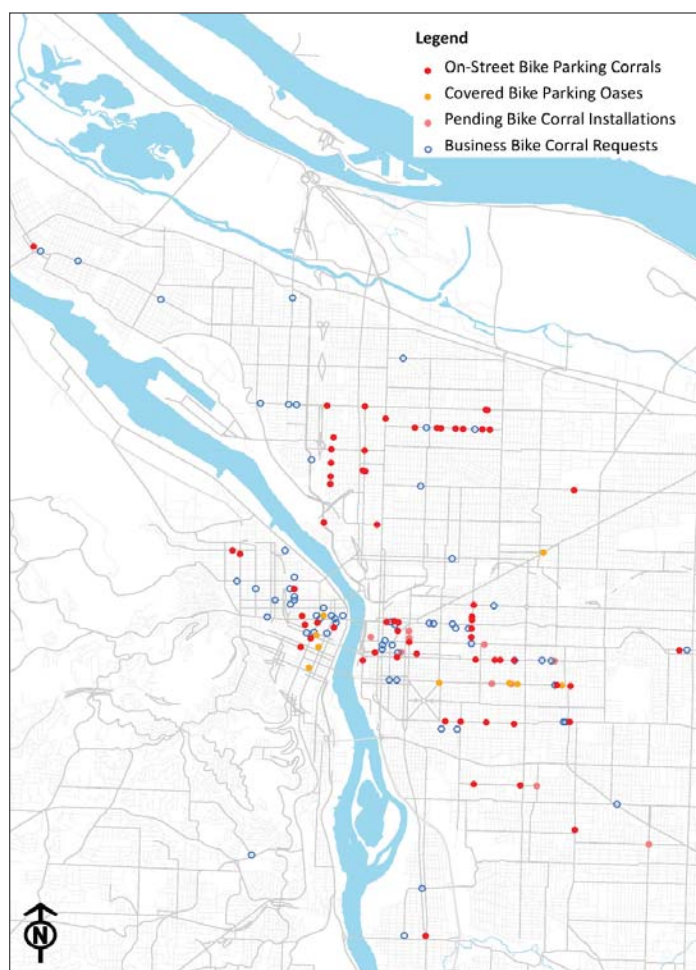 Legend
On-Street Bike Parking Corrals
Covered Bike Parking Oases
Pending Bike Corral Installations
Business Bike Corral Requests
N